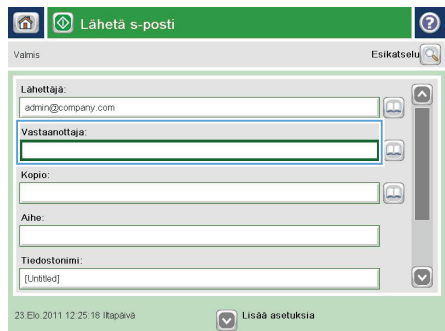 Lähetä s-posti
Valmis
Esikatselu
Lähettäjä:
admin@company.com
Vastaanottaja:
Kopio:
Aihe:
Tiedostonimi:
[Untitled]
23.Elo.2011 12:25:16 Iltapäivä
Lisää asetuksia